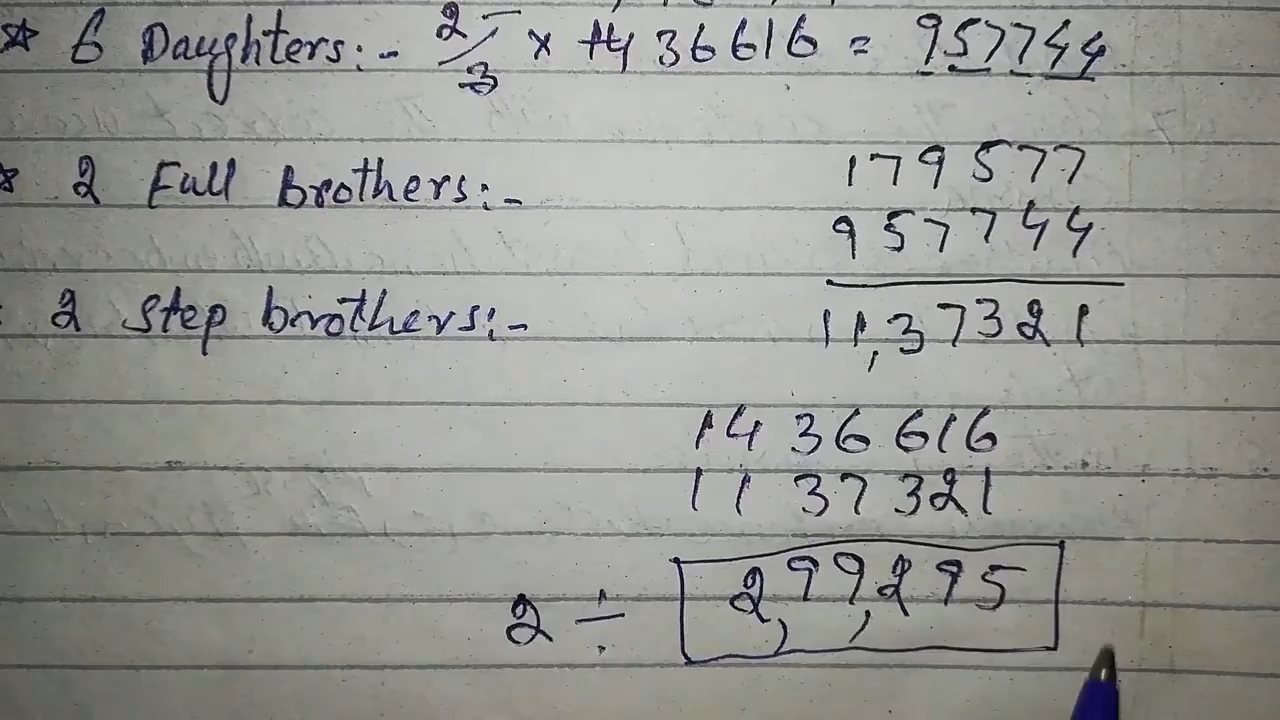 ☆ 6 Daughters:- 2/3 x 1436616 = 957744
179577
* 2 Full Brothers:-
957744
2 Step brothers:-
11,37321
1436616
1137321
2 ÷ 2,99,295